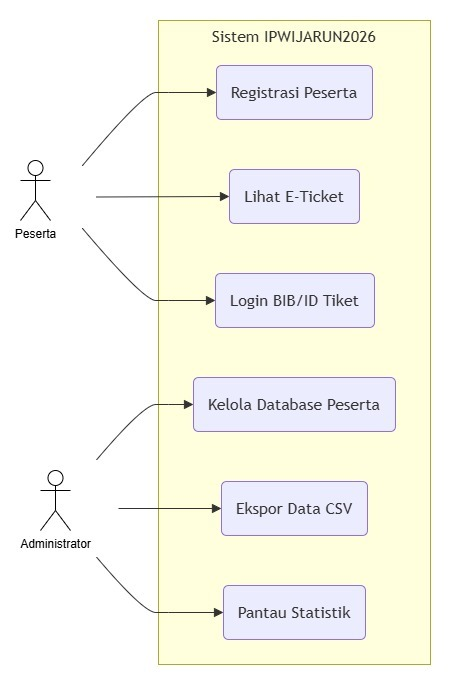 Sistem IPWIJARUN2026
Registrasi Peserta
Lihat E-Ticket
Peserta
Login BIB/ID Tiket
Kelola Database Peserta
Ekspor Data CSV
Administrator
Pantau Statistik